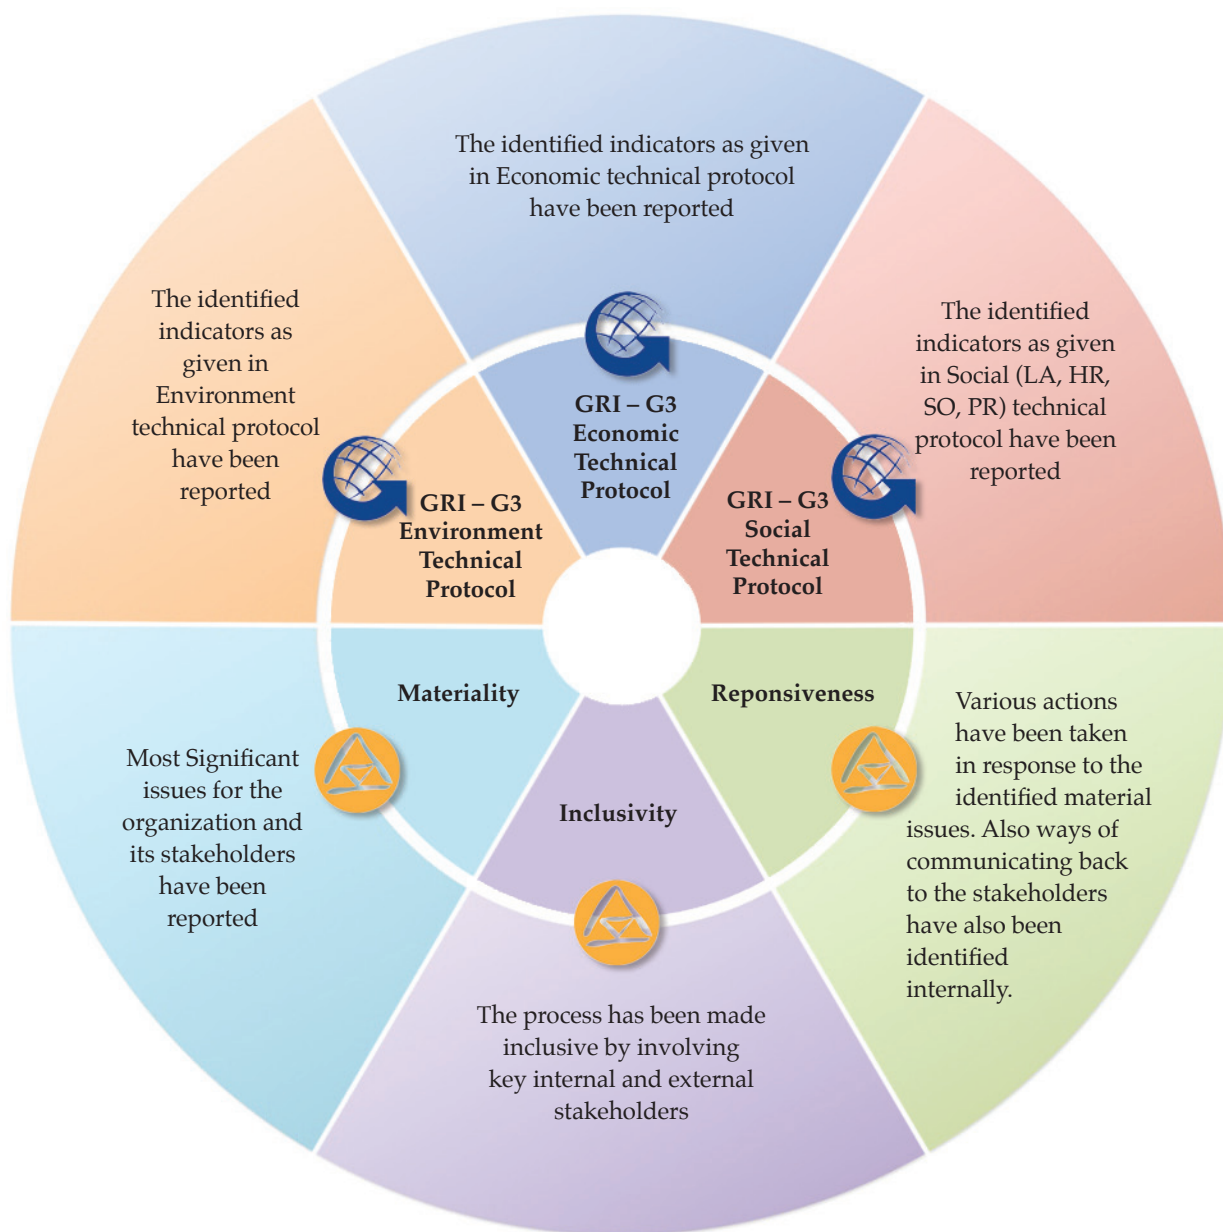 The identified indicators as given
in Economic technical protocol
have been reported
GRI – G3
Economic
Technical
Protocol
The identified
indicators as given
in Social (LA, HR,
SO, PR) technical
protocol have been
reported
GRI – G3
Social
Technical
Protocol
Reponsiveness
Various actions
have been taken
in response to the
identified material
issues. Also ways of
communicating back
to the stakeholders
have also been
identified
internally.
Inclusivity
The process has been made
inclusive by involving
key internal and external
stakeholders
Materiality
Most Significant
issues for the
organization and
its stakeholders
have been
reported
The identified
indicators as
given in
Environment
technical protocol
have been
reported
GRI – G3
Environment
Technical
Protocol